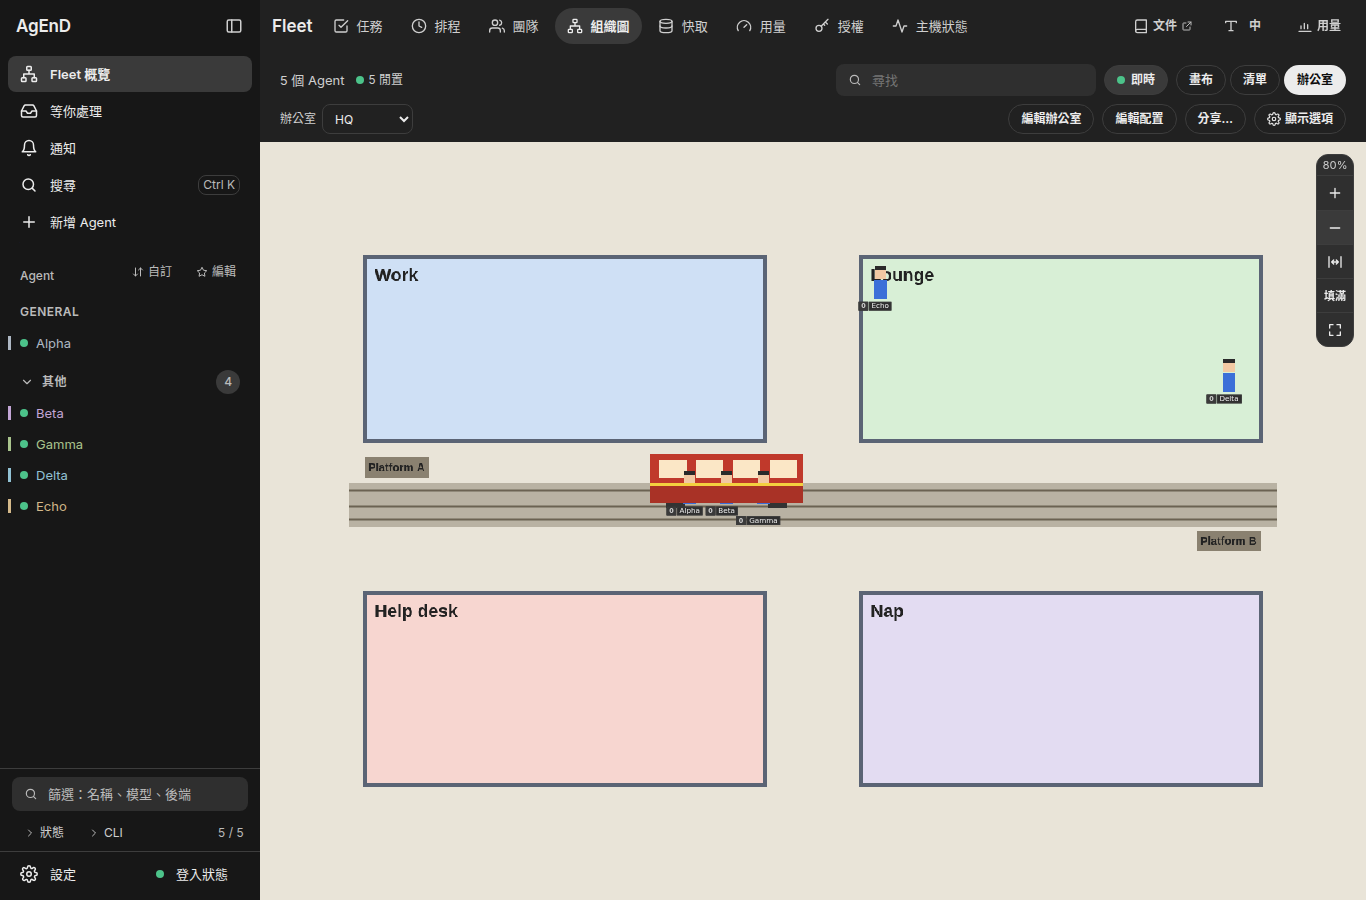 AgEnD
Fleet 概覽
等你處理
通知
搜尋 Ctrl K
新增 Agent
Agent 自訂 編輯
GENERAL
Alpha
其他 4
Beta
Gamma
Delta
Echo
篩選：名稱、模型、後端
狀態 CLI 5 / 5
設定 登入狀態
Fleet 任務 排程 團隊 組織圖 快取 用量 授權 主機狀態 文件 中 用量
5 個 Agent 5 閒置 尋找 即時 畫布 清單 辦公室
辦公室 HQ 編輯辦公室 編輯配置 分享... 顯示選項
80%
填滿
Work
Lounge
0 Echo
0 Delta
Platform A
0 Alpha 0 Beta
0 Gamma
Platform B
Help desk
Nap